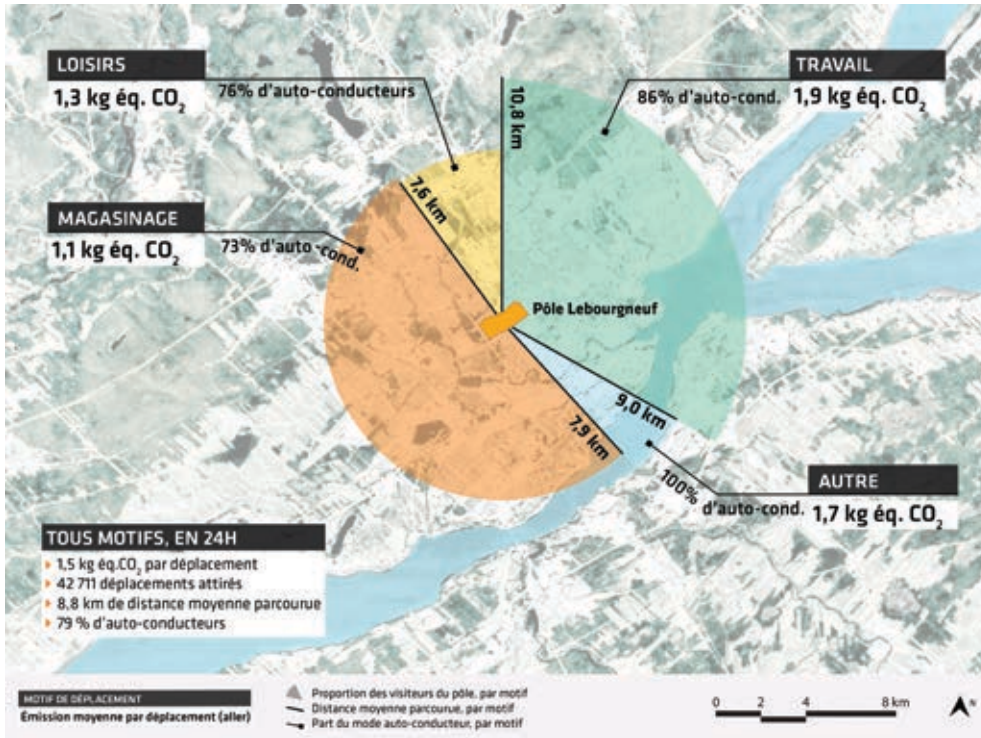 LOISIRS
1,3 kg éq. CO₂
76% d'auto-conducteurs
TRAVAIL
86% d'auto-cond.
1,9 kg éq. CO₂
10,8 km
7,6 km
MAGASINAGE
1,1 kg éq. CO₂
73% d'auto-cond.
Pôle Lebourgneuf
9,0 km
7,9 km
AUTRE
100%
d'auto-cond.
1,7 kg éq. CO₂
TOUS MOTIFS, EN 24H
1,5 kg éq.CO₂ par déplacement
42 711 déplacements attirés
8,8 km de distance moyenne parcourue
79 % d'auto-conducteurs
MOTIF DE DÉPLACEMENT
Émission moyenne par déplacement (aller)
Proportion des visiteurs du pôle, par motif
Distance moyenne parcourue, par motif
Part du mode auto-conducteur, par motif
0 2 4 8 km
N